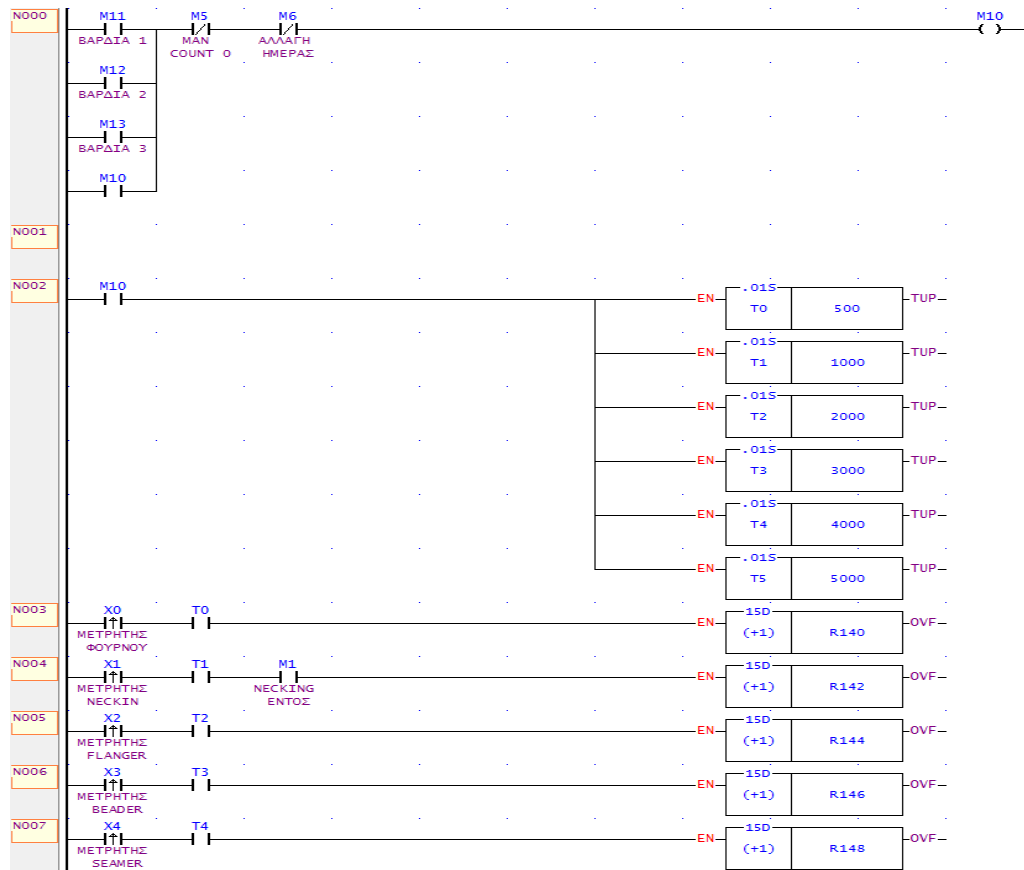 N000
M11 M5 M6 M10
ΒΑΡΔΙΑ 1 MAN ΑΛΛΑΓΗ
COUNT 0 ΗΜΕΡΑΣ
M12
ΒΑΡΔΙΑ 2
M13
ΒΑΡΔΙΑ 3
M10
N001
N002
M10
EN .01S TUP
T0 500
EN .01S TUP
T1 1000
EN .01S TUP
T2 2000
EN .01S TUP
T3 3000
EN .01S TUP
T4 4000
EN .01S TUP
T5 5000
N003
X0 T0
EN 15D OVF
(+1) R140
ΜΕΤΡΗΤΗΣ
ΦΟΥΡΝΟΥ
N004
X1 T1 M1
EN 15D OVF
(+1) R142
ΜΕΤΡΗΤΗΣ NECKING
NECKIN ΕΝΤΟΣ
N005
X2 T2
EN 15D OVF
(+1) R144
ΜΕΤΡΗΤΗΣ
FLANGER
N006
X3 T3
EN 15D OVF
(+1) R146
ΜΕΤΡΗΤΗΣ
BEADER
N007
X4 T4
EN 15D OVF
(+1) R148
ΜΕΤΡΗΤΗΣ
SEAMER